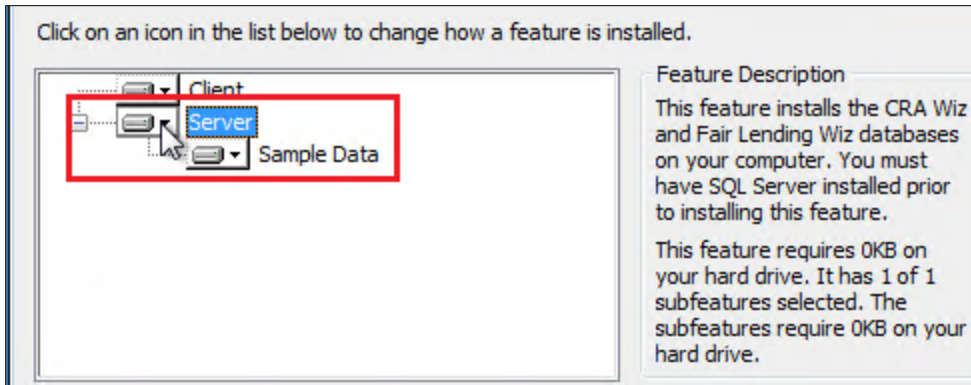 Click on an icon in the list below to change how a feature is installed.
Client
Server
Sample Data
Feature Description
This feature installs the CRA Wiz
and Fair Lending Wiz databases
on your computer. You must
have SQL Server installed prior
to installing this feature.
This feature requires 0KB on
your hard drive. It has 1 of 1
subfeatures selected. The
subfeatures require 0KB on your
hard drive.